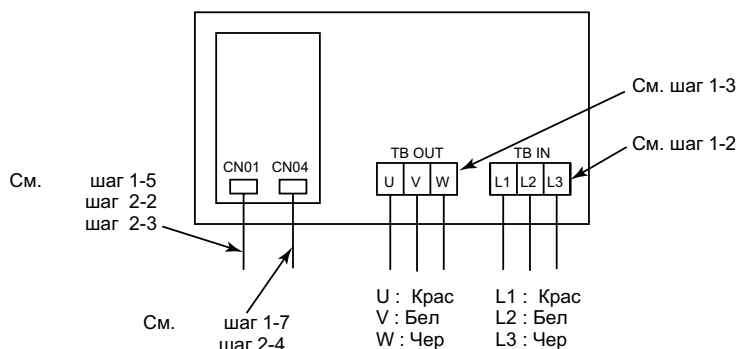 См. шаг 1-3
TB OUT
TB IN
См. шаг 1-2
CN01 CN04
U V W
L1 L2 L3
См. шаг 1-5
шаг 2-2
шаг 2-3
U : Крас
V : Бел
W : Чер
L1 : Крас
L2 : Бел
L3 : Чер
См. шаг 1-7
шаг 2-4